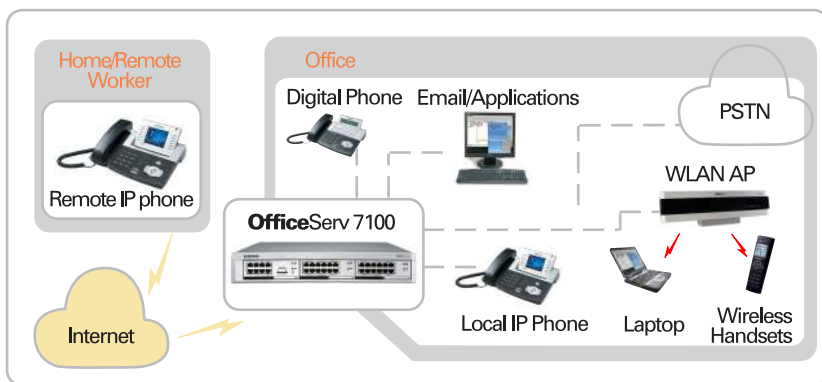 Home/Remote
Worker
Remote IP phone
Internet
Office
Digital Phone
Email/Applications
PSTN
WLAN AP
OfficeServ 7100
Local IP Phone
Laptop
Wireless
Handsets